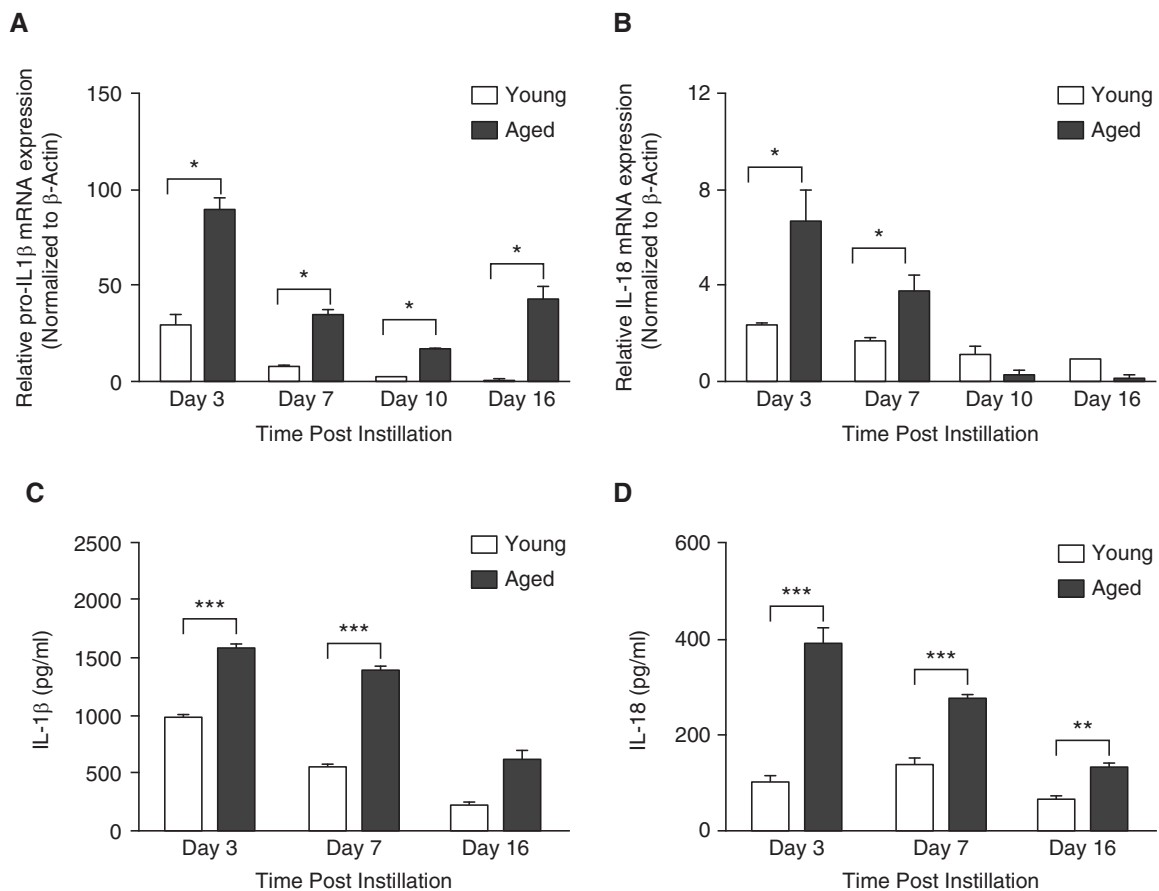 A
Relative pro-IL1β mRNA expression
(Normalized to β-Actin)
150
100
50
0
Young
Aged
*
*
*
*
Day 3
Day 7
Day 10
Day 16
Time Post Instillation
B
Relative IL-18 mRNA expression
(Normalized to β-Actin)
12
8
4
0
Young
Aged
*
*
Day 3
Day 7
Day 10
Day 16
Time Post Instillation
C
IL-1β (pg/ml)
2500
2000
1500
1000
500
0
Young
Aged
***
***
Day 3
Day 7
Day 16
Time Post Instillation
D
IL-18 (pg/ml)
600
400
200
0
Young
Aged
***
***
**
Day 3
Day 7
Day 16
Time Post Instillation